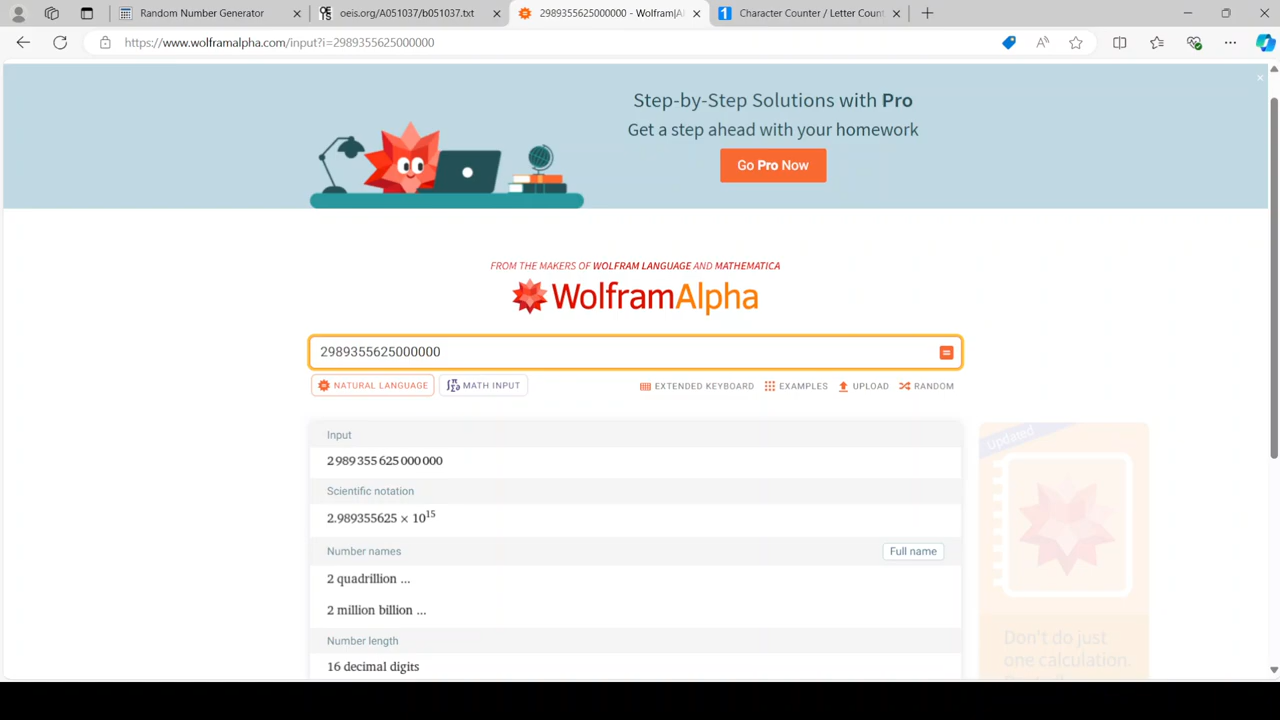 Random Number Generator
oeis.org/A051037/b051037.txt
2989355625000000 - Wolfram|Al
Character Counter / Letter Count
https://www.wolframalpha.com/input?i=2989355625000000
Step-by-Step Solutions with Pro
Get a step ahead with your homework
Go Pro Now
FROM THE MAKERS OF WOLFRAM LANGUAGE AND MATHEMATICA
WolframAlpha
2989355625000000
NATURAL LANGUAGE
MATH INPUT
EXTENDED KEYBOARD
EXAMPLES
UPLOAD
RANDOM
Input
2 989 355 625 000 000
Scientific notation
2.989355625 × 10^15
Number names
Full name
2 quadrillion ...
2 million billion ...
Number length
16 decimal digits
Updated
Don't do just
one calculation.